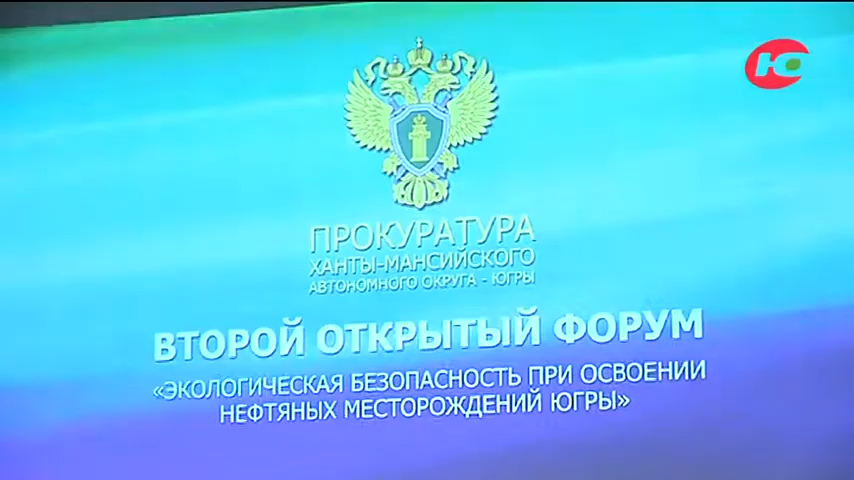 Ю
ПРОКУРАТУРА
ХАНТЫ-МАНСИЙСКОГО
АВТОНОМНОГО ОКРУГА - ЮГРЫ
ВТОРОЙ ОТКРЫТЫЙ ФОРУМ
«ЭКОЛОГИЧЕСКАЯ БЕЗОПАСНОСТЬ ПРИ ОСВОЕНИИ
НЕФТЯНЫХ МЕСТОРОЖДЕНИЙ ЮГРЫ»